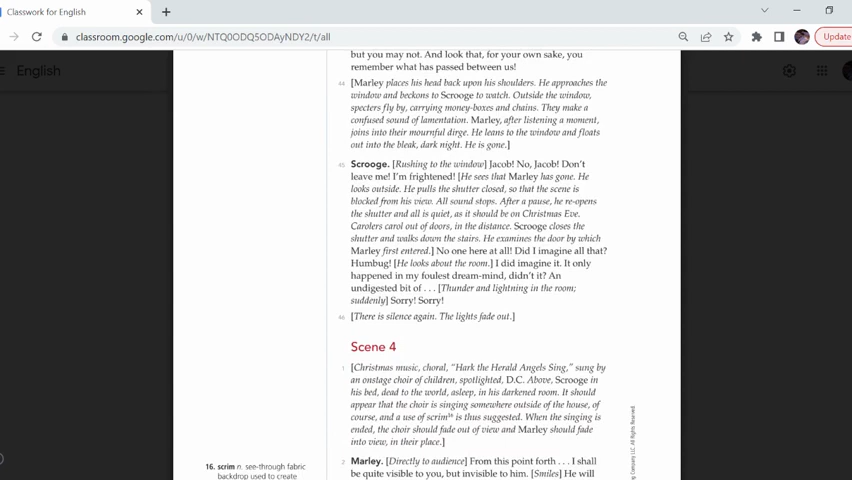 Classwork for English
classroom.google.com/u/0/w/NTQ0ODQ5ODAyNDY2/t/all
Update
English
but you may not. And look that, for your own sake, you
remember what has passed between us!
44 [Marley places his head back upon his shoulders. He approaches the
window and beckons to Scrooge to watch. Outside the window,
specters fly by, carrying money-boxes and chains. They make a
confused sound of lamentation. Marley, after listening a moment,
joins into their mournful dirge. He leans to the window and floats
out into the bleak, dark night. He is gone.]
45 Scrooge. [Rushing to the window] Jacob! No, Jacob! Don't
leave me! I'm frightened! [He sees that Marley has gone. He
looks outside. He pulls the shutter closed, so that the scene is
blocked from his view. All sound stops. After a pause, he re-opens
the shutter and all is quiet, as it should be on Christmas Eve.
Carolers carol out of doors, in the distance. Scrooge closes the
shutter and walks down the stairs. He examines the door by which
Marley first entered.] No one here at all! Did I imagine all that?
Humbug! [He looks about the room.] I did imagine it. It only
happened in my foulest dream-mind, didn't it? An
undigested bit of . . . [Thunder and lightning in the room;
suddenly] Sorry! Sorry!
46 [There is silence again. The lights fade out.]
Scene 4
1 [Christmas music, choral, "Hark the Herald Angels Sing," sung by
an onstage choir of children, spotlighted, D.C. Above, Scrooge in
his bed, dead to the world, asleep, in his darkened room. It should
appear that the choir is singing somewhere outside of the house, of
course, and a use of scrim16 is thus suggested. When the singing is
ended, the choir should fade out of view and Marley should fade
into view, in their place.]
2 Marley. [Directly to audience] From this point forth . . . I shall
be quite visible to you, but invisible to him. [Smiles] He will
16. scrim n. see-through fabric
backdrop used to create
Company LLC. All Rights Reserved.